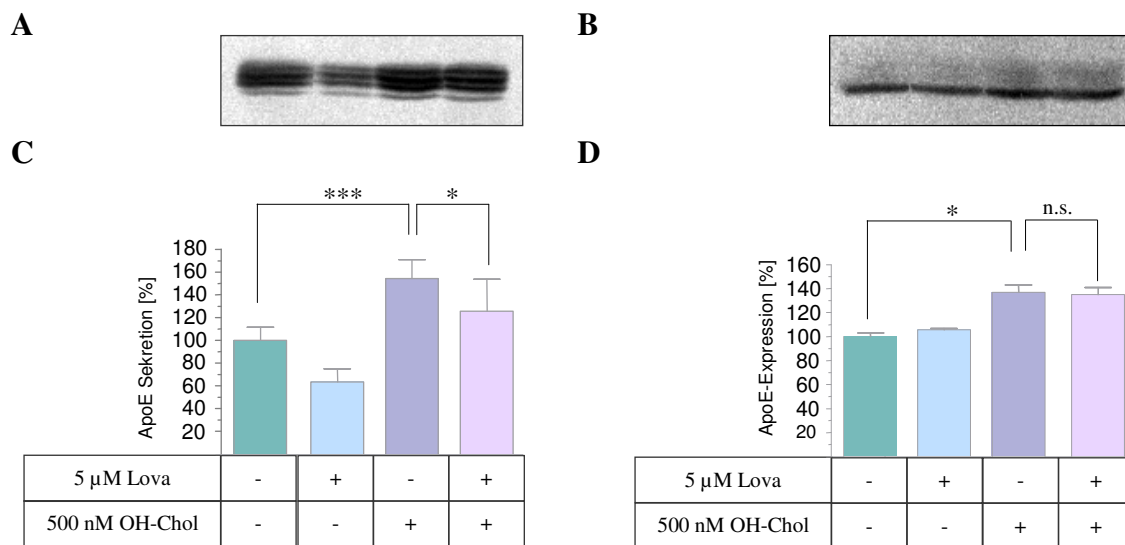 A
B
C
D
***
*
ApoE Sekretion [%]
180
160
140
120
100
80
60
40
20
5 µM Lova - + - +
500 nM OH-Chol - - + +
*
n.s.
ApoE-Expression [%]
160
140
120
100
80
60
40
20
5 µM Lova - + - +
500 nM OH-Chol - - + +